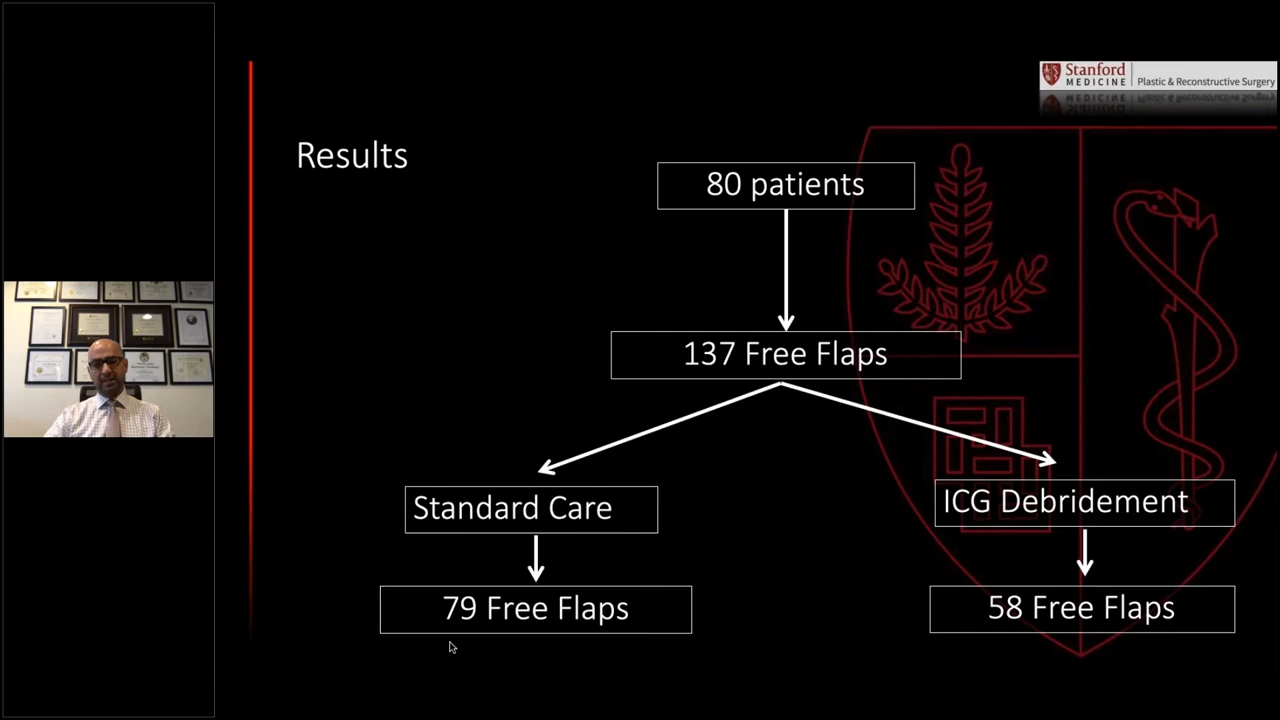 Stanford
MEDICINE
Plastic & Reconstructive Surgery
Results
80 patients
137 Free Flaps
Standard Care
ICG Debridement
79 Free Flaps
58 Free Flaps